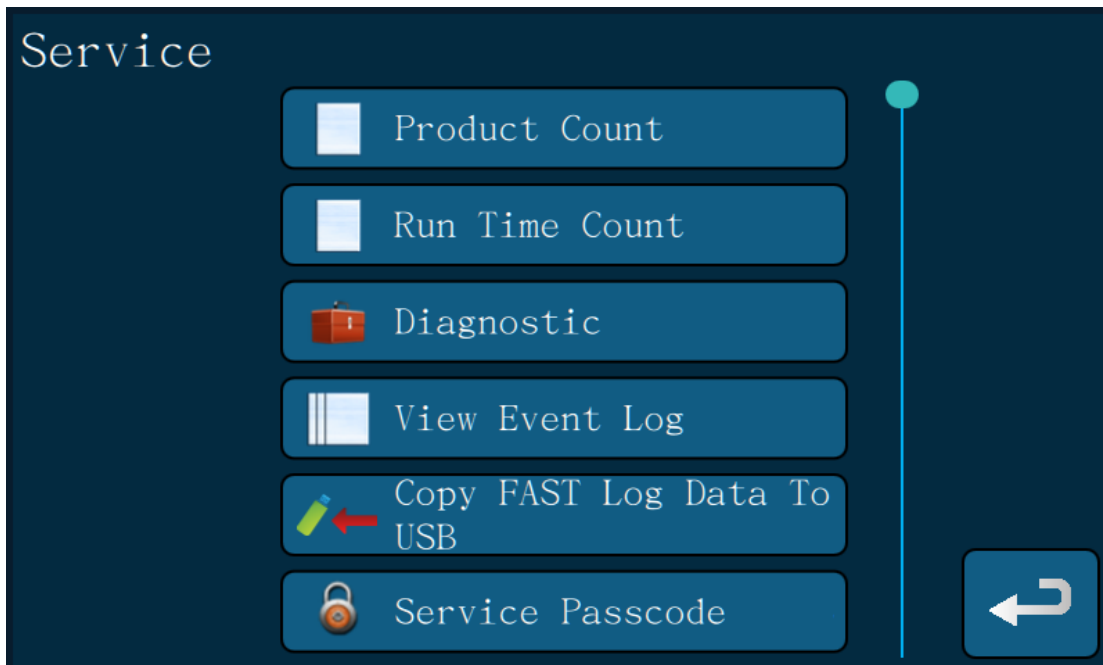 Service
Product Count
Run Time Count
Diagnostic
View Event Log
Copy FAST Log Data To
USB
Service Passcode